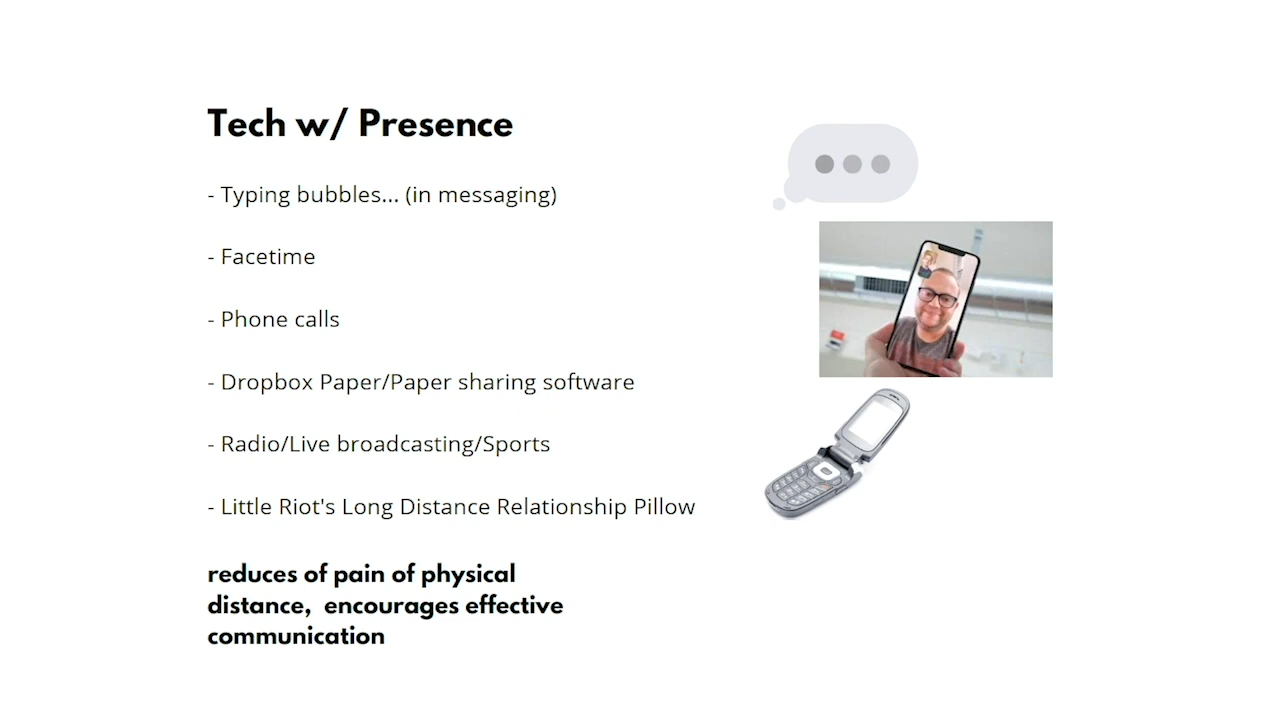 Tech w/ Presence
- Typing bubbles... (in messaging)
- Facetime
- Phone calls
- Dropbox Paper/Paper sharing software
- Radio/Live broadcasting/Sports
- Little Riot's Long Distance Relationship Pillow
reduces of pain of physical
distance,  encourages effective
communication